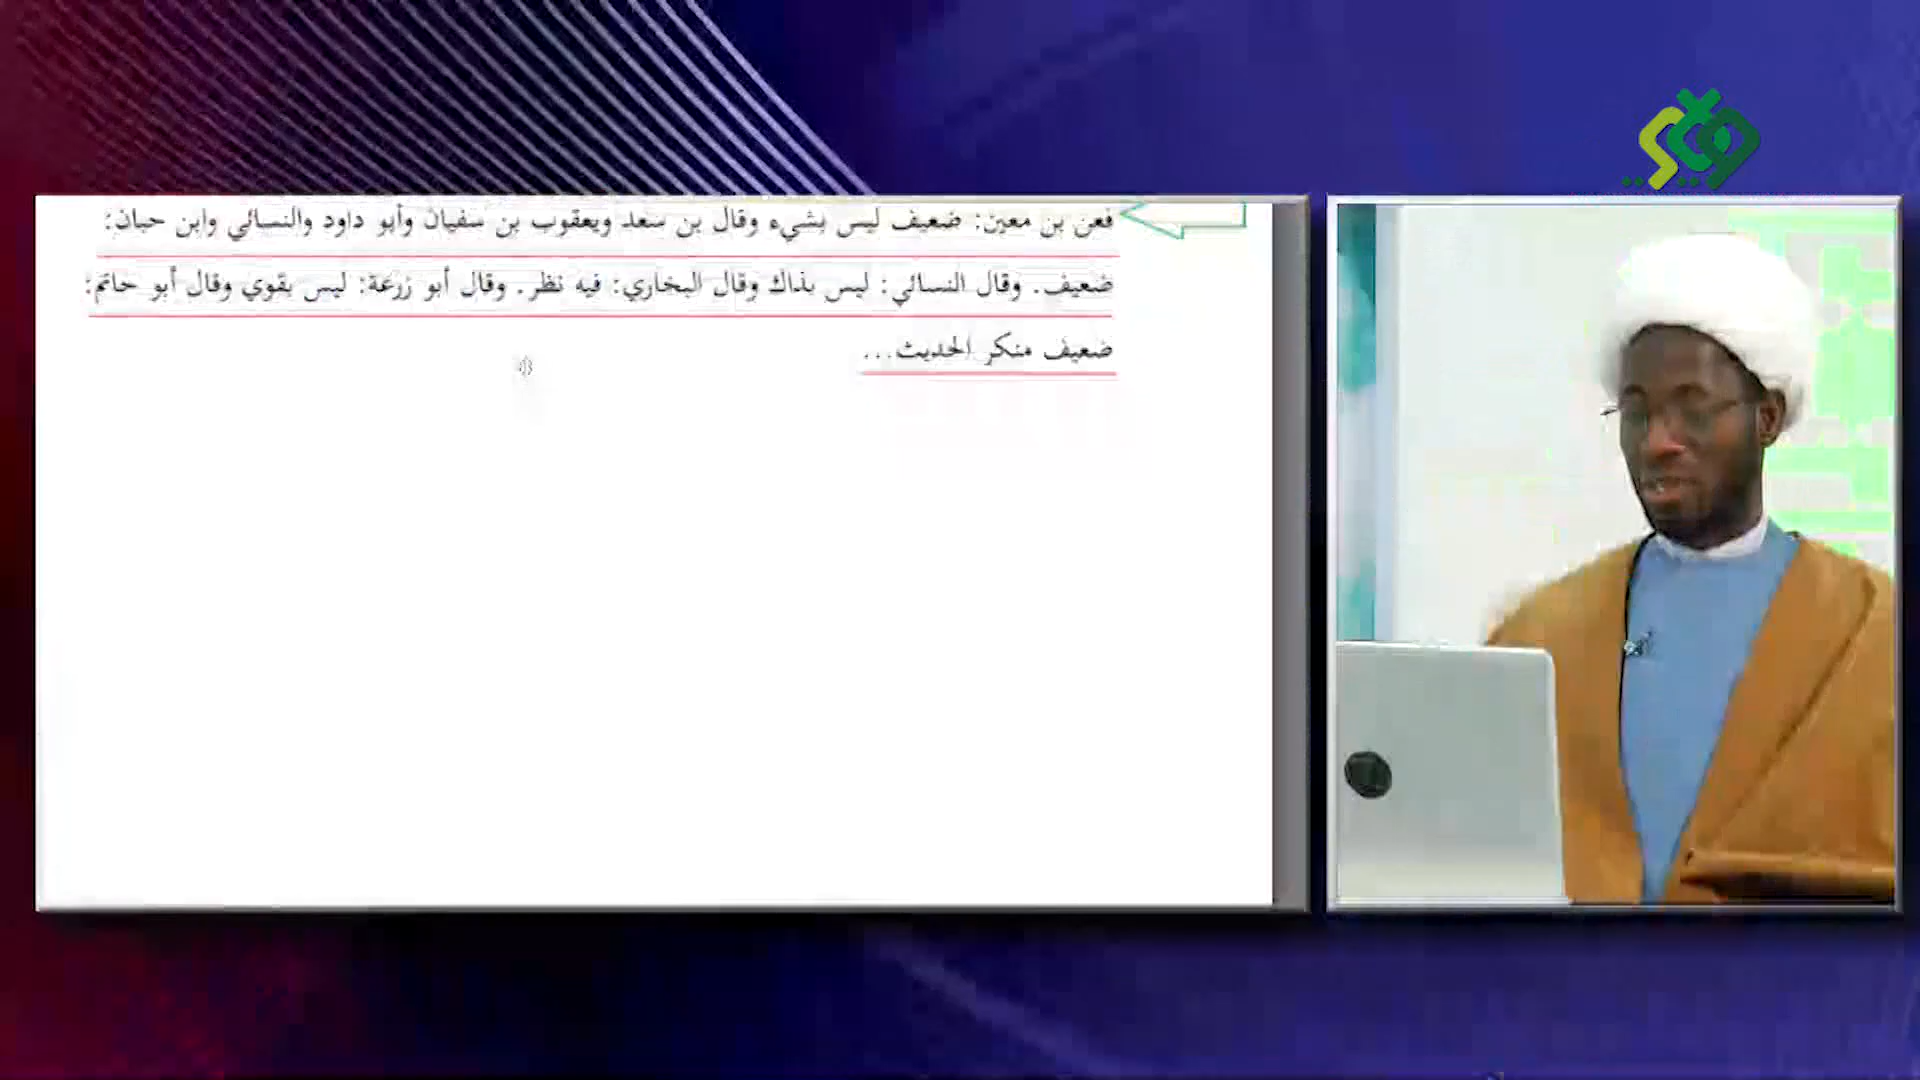 فعن بن معين: ضعيف ليس بشيء وقال بن سعد ويعقوب بن سفيان وأبو داود والنسائي وابن حبان:
ضعيف. وقال النسائي: ليس بذاك وقال البخاري: فيه نظر. وقال أبو زرعة: ليس بقوي وقال أبو حاتم:
ضعيف منكر الحديث...